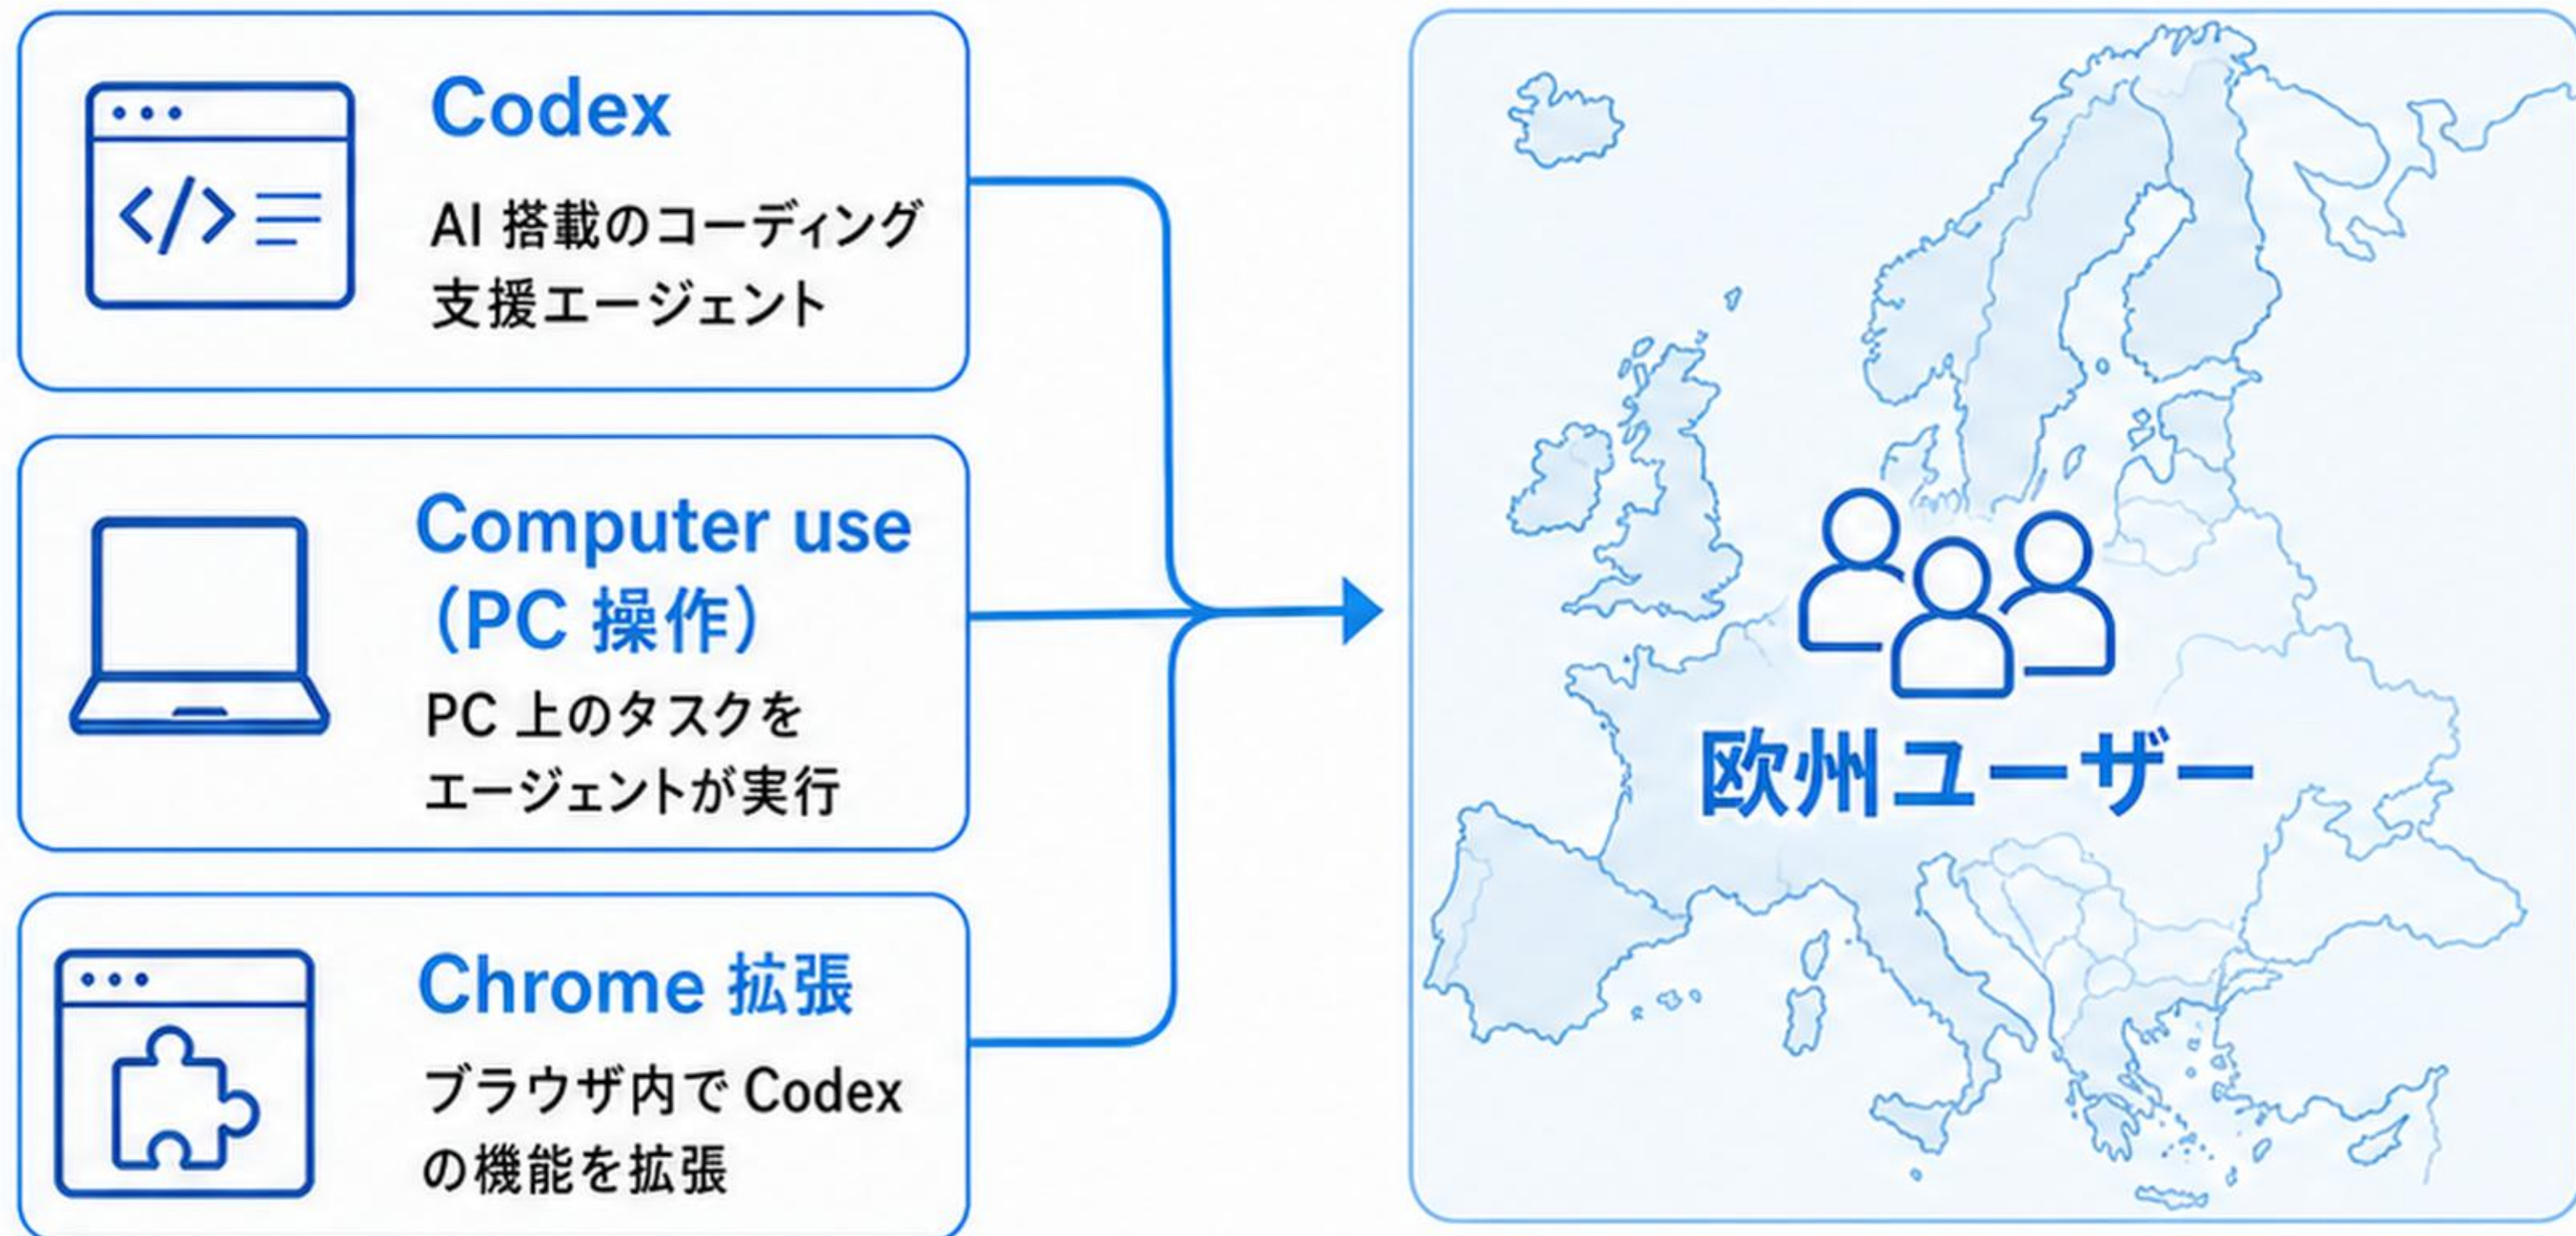 Codex
AI 搭載のコーディング
支援エージェント
Computer use
（PC 操作）
PC 上のタスクを
エージェントが実行
Chrome 拡張
ブラウザ内で Codex
の機能を拡張
欧州ユーザー